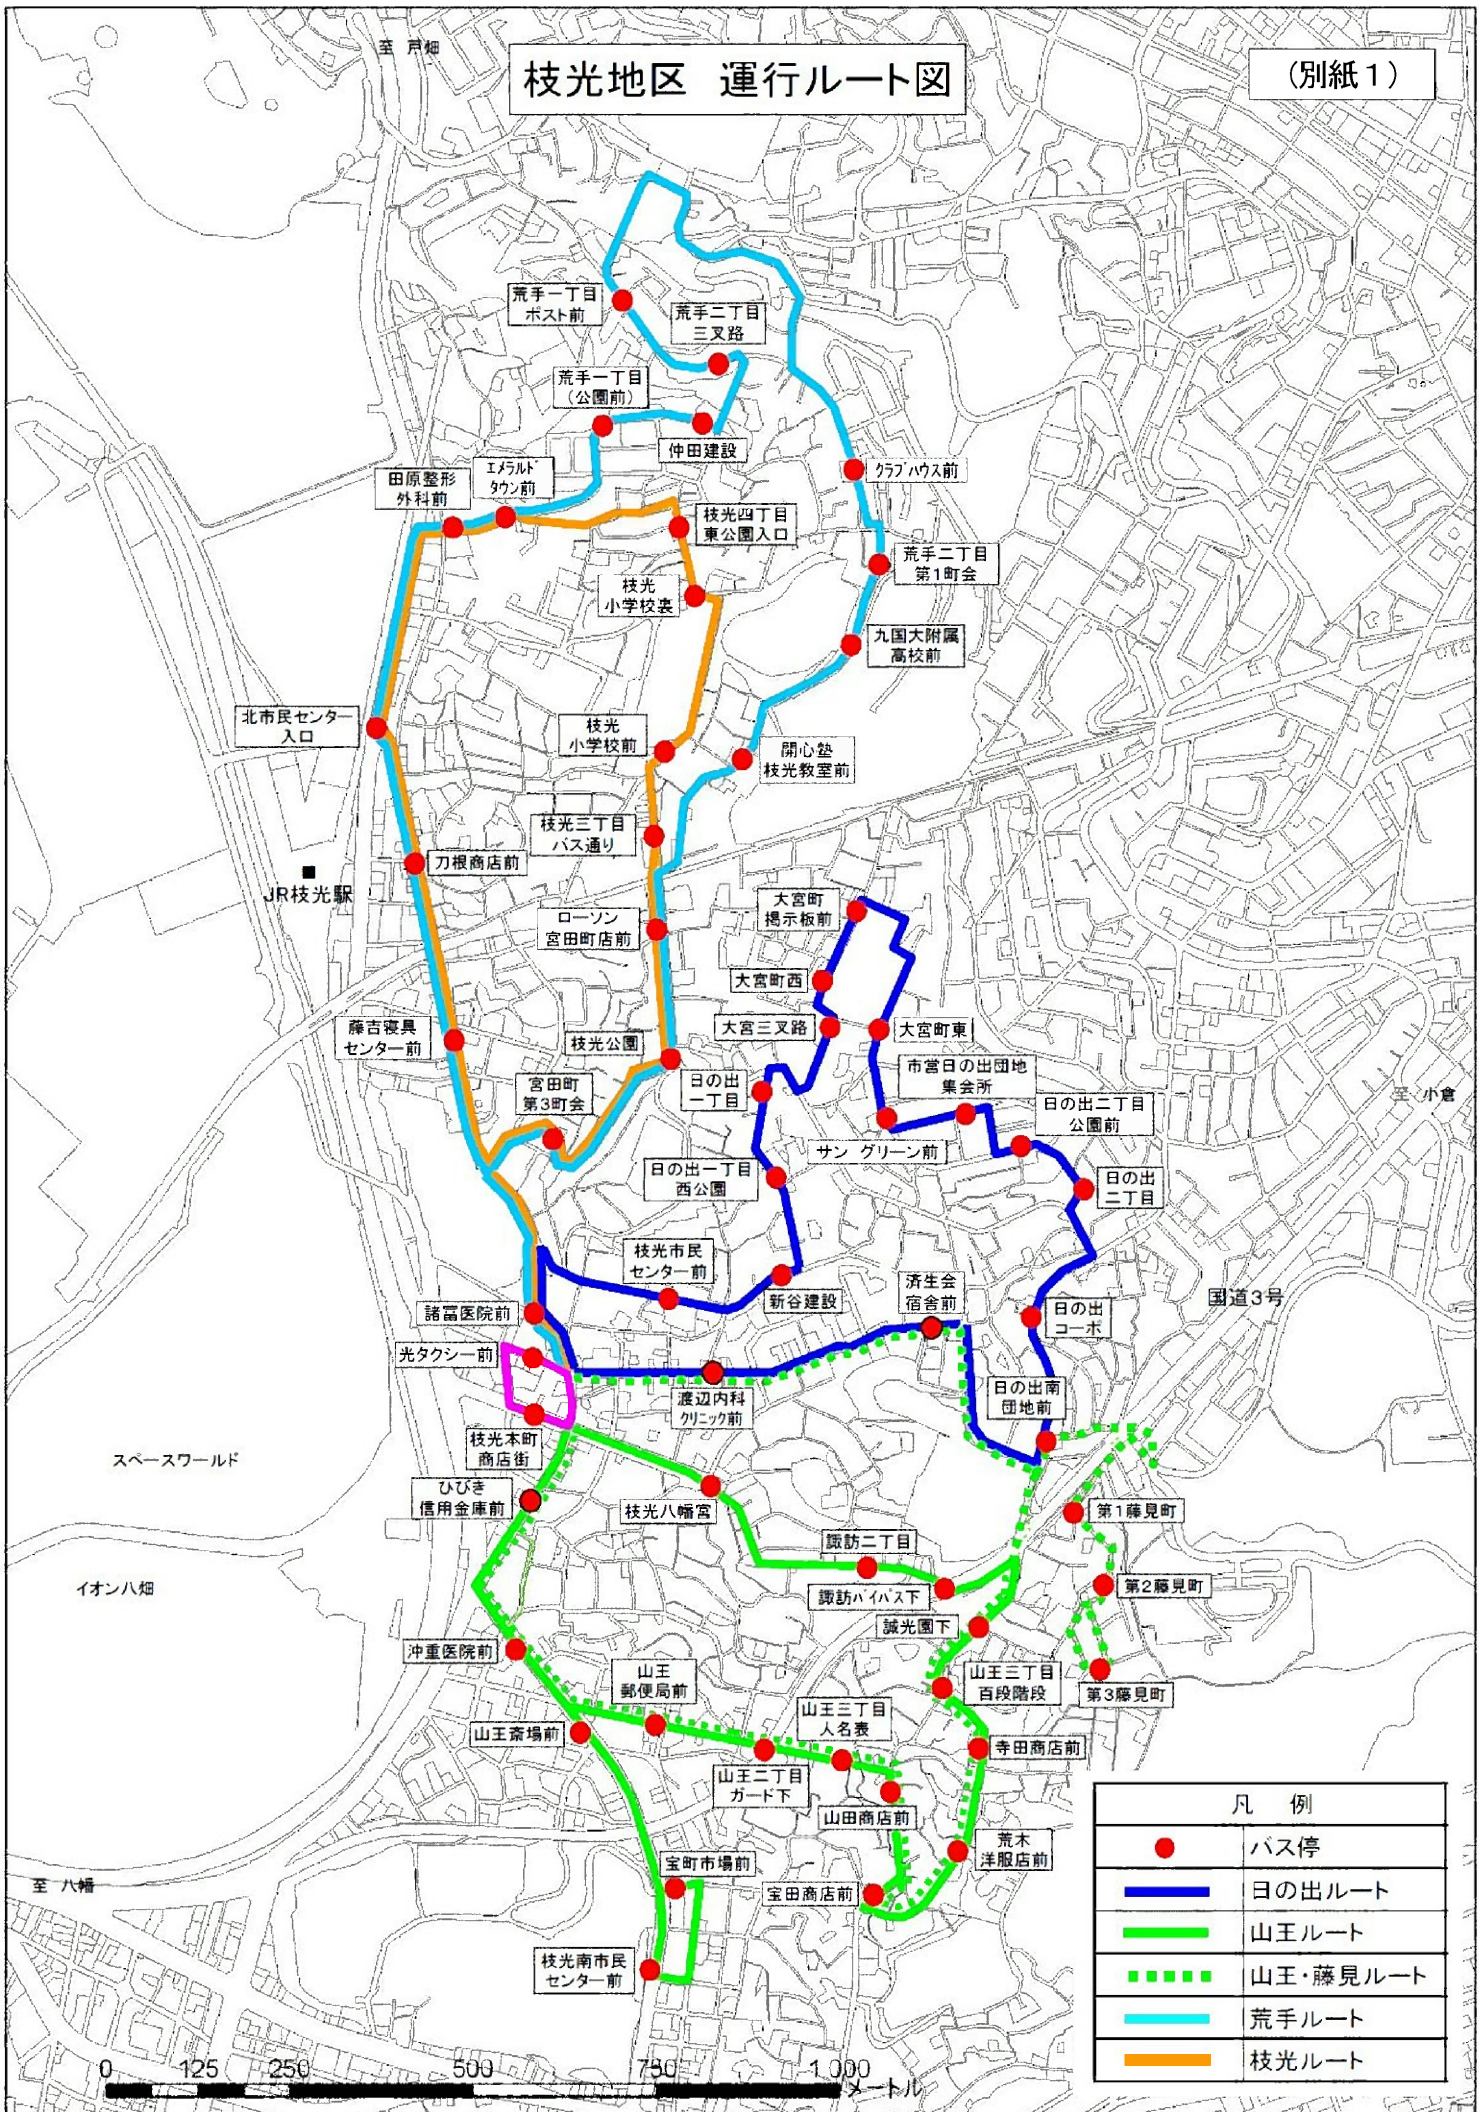 至 戸畑
枝光地区 運行ルート図
(別紙1)
荒手一丁目
ポスト前
荒手二丁目
三叉路
荒手一丁目
(公園前)
仲田建設
エメラルド
タウン前
田原整形
外科前
クラブハウス前
枝光四丁目
東公園入口
荒手二丁目
第1町会
枝光
小学校裏
九国大附属
高校前
北市民センター
入口
枝光
小学校前
開心塾
枝光教室前
枝光三丁目
バス通り
刀根商店前
JR枝光駅
大宮町
掲示板前
ローソン
宮田町店前
大宮町西
藤吉寝具
センター前
枝光公園
大宮三叉路
大宮町東
宮田町
第3町会
日の出
一丁目
市営日の出団地
集会所
至 小倉
日の出二丁目
公園前
サン グリーン前
日の出一丁目
西公園
日の出
二丁目
枝光市民
センター前
新谷建設
済生会
宿舎前
国道3号
諸冨医院前
日の出
コーポ
光タクシー前
渡辺内科
クリニック前
日の出南
団地前
枝光本町
商店街
スペースワールド
ひびき
信用金庫前
枝光八幡宮
第1藤見町
諏訪二丁目
イオン八幡
諏訪バイパス下
第2藤見町
誠光園下
沖重医院前
山王
郵便局前
山王三丁目
百段階段
第3藤見町
山王斎場前
山王三丁目
人名表
寺田商店前
山王二丁目
ガード下
山田商店前
荒木
洋服店前
宝町市場前
宝田商店前
至 八幡
枝光南市民
センター前
凡 例
バス停
日の出ルート
山王ルート
山王・藤見ルート
荒手ルート
枝光ルート
0 125 250 500 750 1,000
メートル